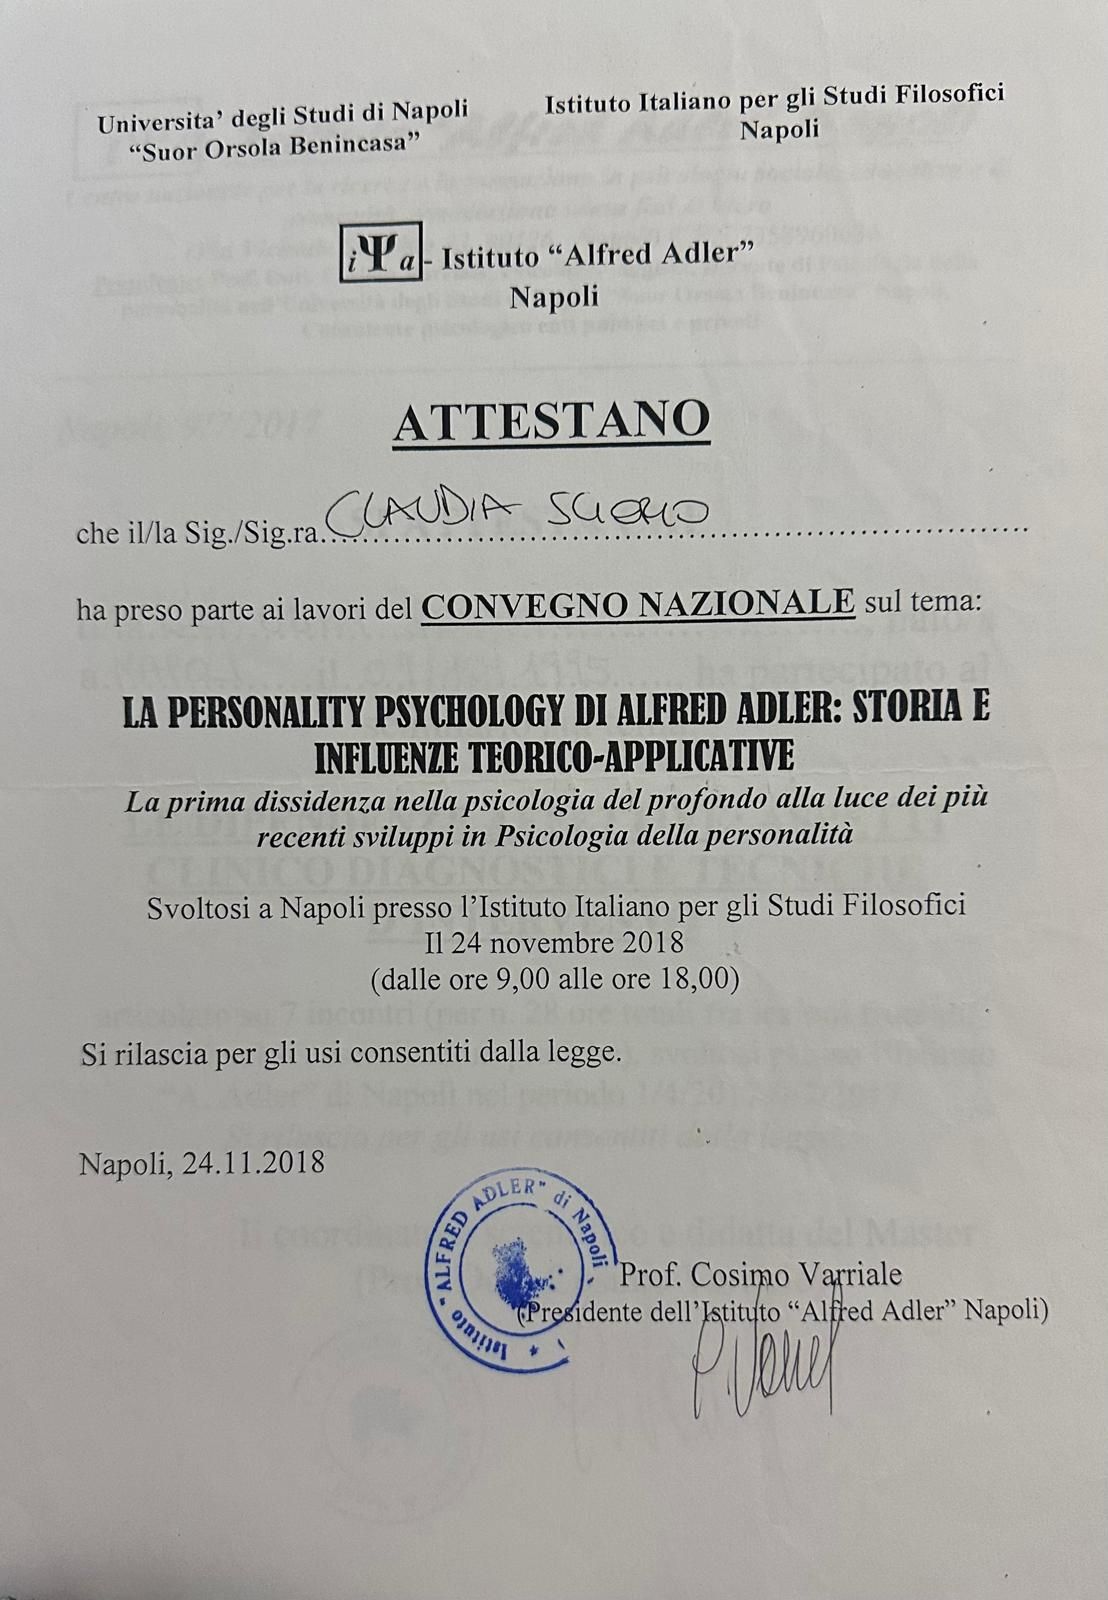 Universita' degli Studi di Napoli
"Suor Orsola Benincasa"
Istituto Italiano per gli Studi Filosofici
Napoli
iΨa - Istituto "Alfred Adler"
Napoli
ATTESTANO
che il/la Sig./Sig.ra. CLAUDIA
ha preso parte ai lavori del CONVEGNO NAZIONALE sul tema:
LA PERSONALITY PSYCHOLOGY DI ALFRED ADLER: STORIA E
INFLUENZE TEORICO-APPLICATIVE
La prima dissidenza nella psicologia del profondo alla luce dei più
recenti sviluppi in Psicologia della personalità
Svoltosi a Napoli presso l'Istituto Italiano per gli Studi Filosofici
Il 24 novembre 2018
(dalle ore 9,00 alle ore 18,00)
Si rilascia per gli usi consentiti dalla legge.
Napoli, 24.11.2018
Istituto "ALFRED ADLER" di Napoli
Prof. Cosimo Varriale
(Presidente dell'Istituto "Alfred Adler" Napoli)